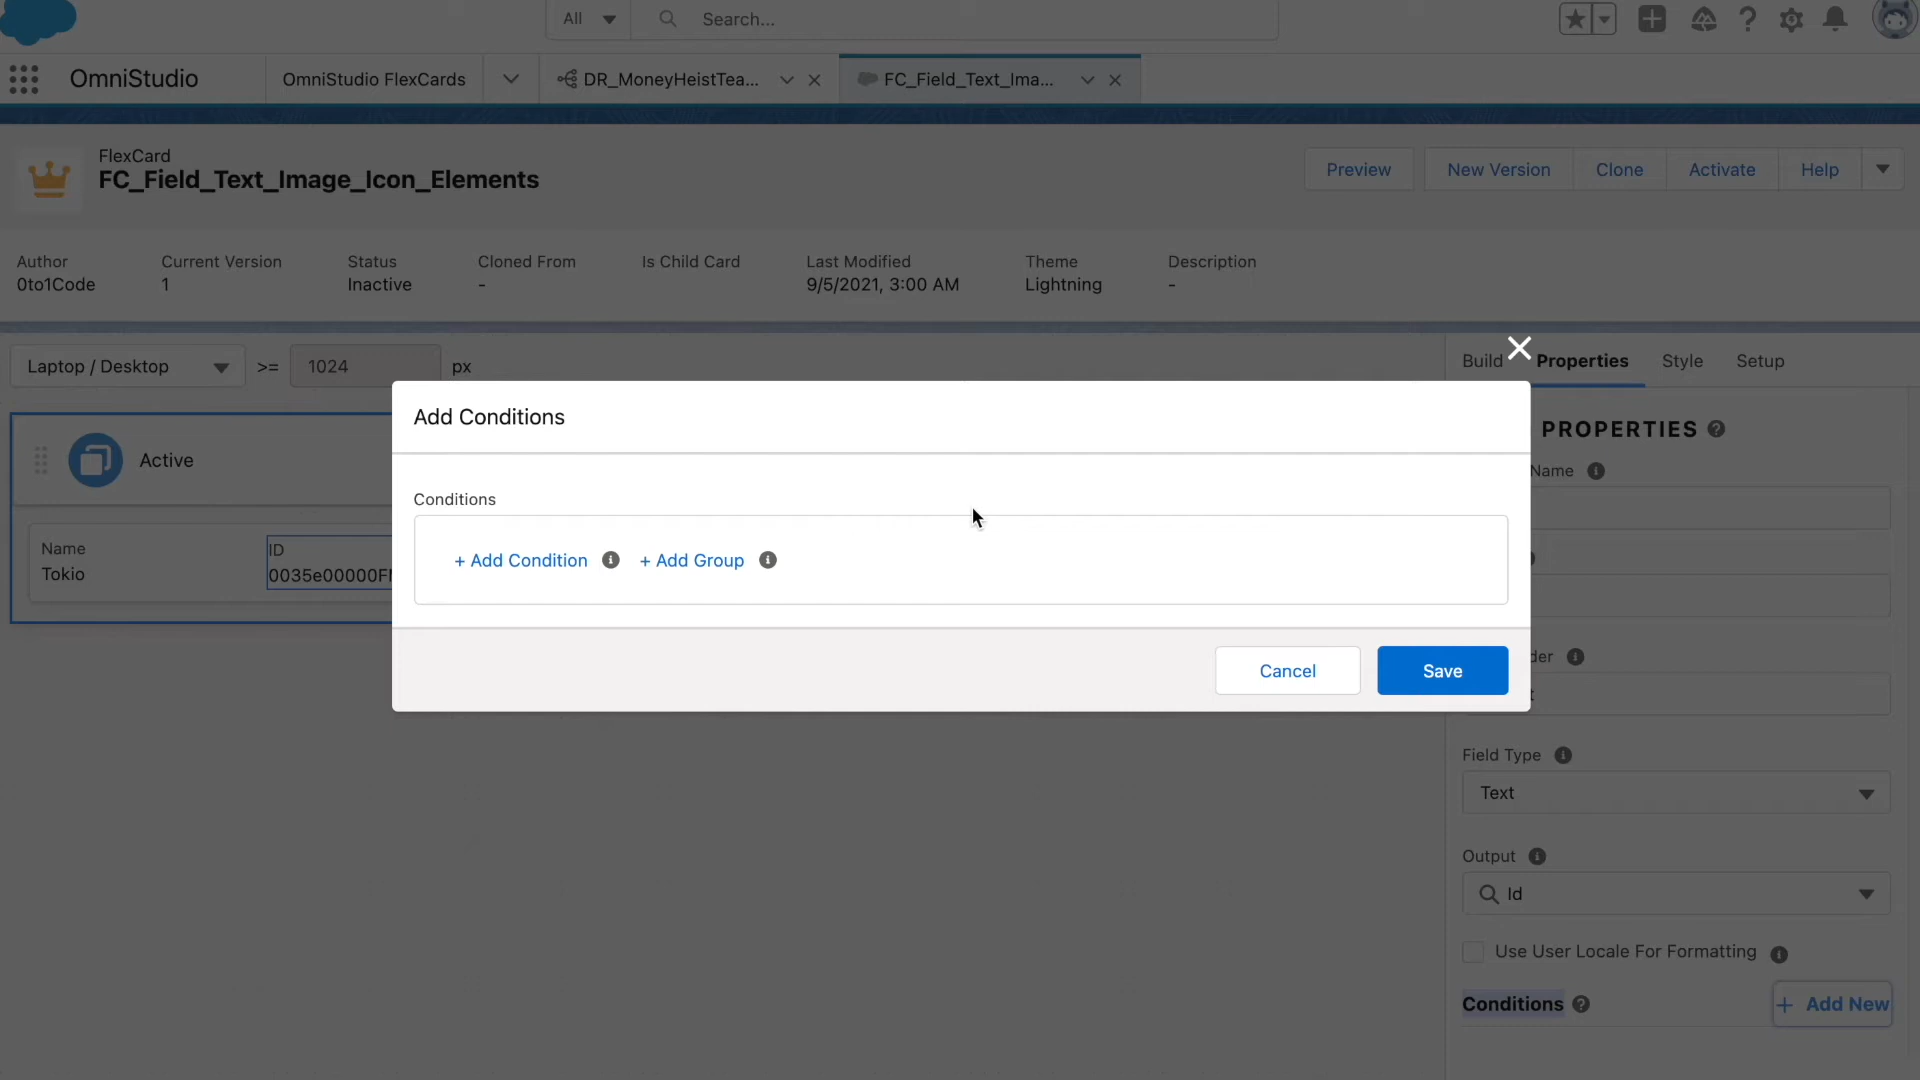 All
Search...
OmniStudio
OmniStudio FlexCards
DR_MoneyHeistTea...
FC_Field_Text_Ima...
FlexCard
FC_Field_Text_Image_Icon_Elements
Preview
New Version
Clone
Activate
Help
Author
Current Version
Status
Cloned From
Is Child Card
Last Modified
Theme
Description
0to1Code
1
Inactive
-
9/5/2021, 3:00 AM
Lightning
-
Laptop / Desktop
>=
1024
px
Build
Properties
Style
Setup
Add Conditions
PROPERTIES
Active
Name
Conditions
Name
ID
+ Add Condition
+ Add Group
Tokio
0035e00000F
der
Cancel
Save
Field Type
Text
Output
Id
Use User Locale For Formatting
Conditions
+ Add New